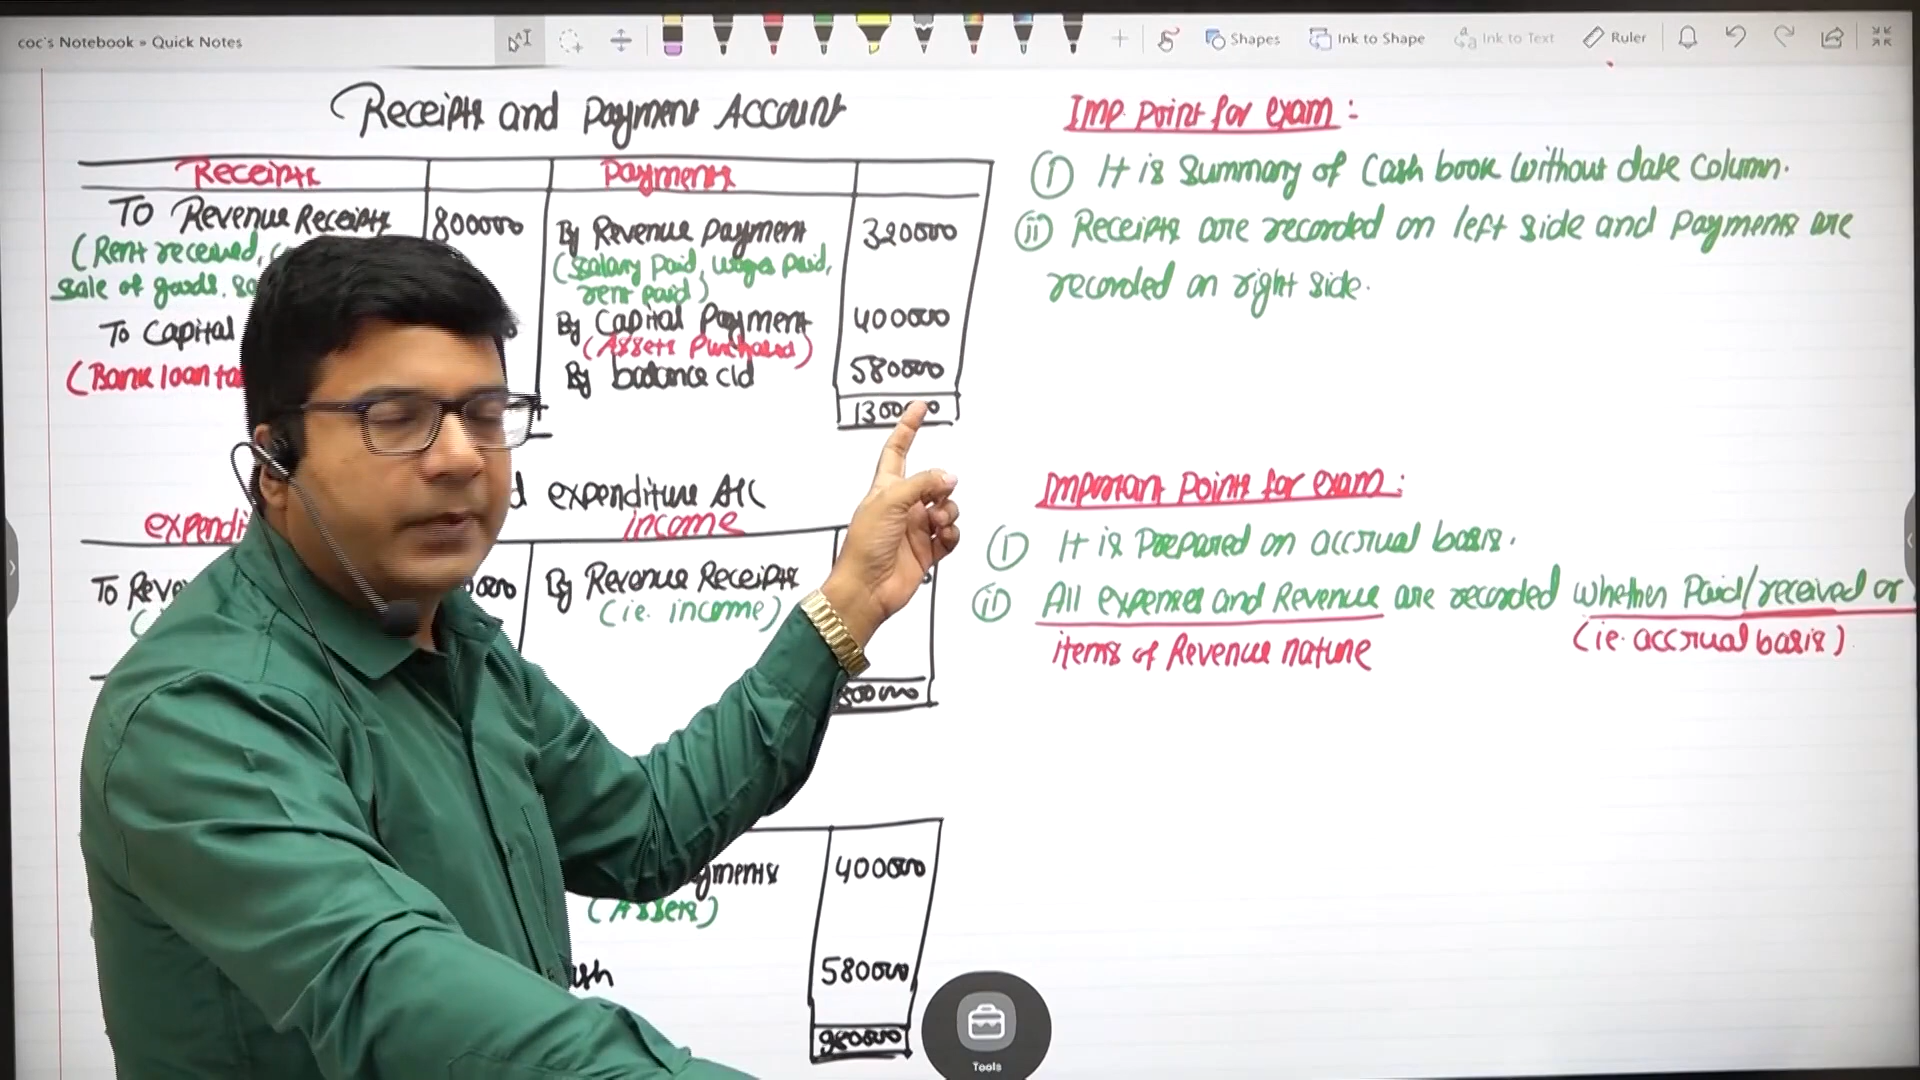 coc's Notebook » Quick Notes
Shapes
Ink to Shape
Ink to Text
Ruler
Receipts and Payment Account
Receipts
Payments
To Revenue Receipts 800000
(Rent received,
sale of goods.
To Capital
(Bank loan
By Revenue payment 320000
(salary paid, wages paid,
rent paid)
By Capital Payment 400000
(Assets Purchased)
By balance c/d 580000
1300000
Imp Point for exam:
(i) It is Summary of Cash book without date column.
(ii) Receipts are recorded on left side and Payments are
recorded on right side.
expenditure A/C
income
To
By Revenue Receipts
(ie. income)
800000
Important Points for exam:
(i) It is Prepared on accrual basis.
(ii) All expenses and Revenue are recorded whether Paid/received or
items of Revenue nature
(ie. accrual basis)
400000
(Assets)
580000
980000
Tools